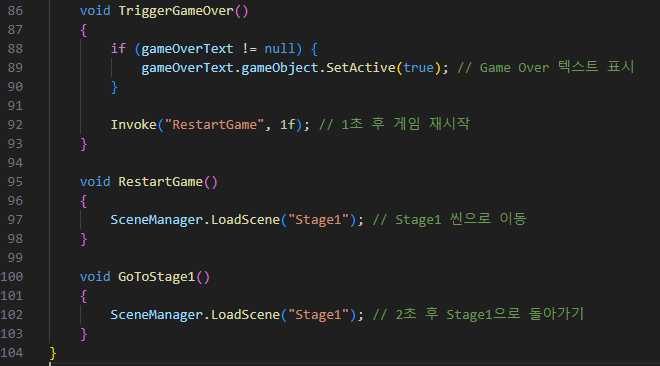 86 void TriggerGameOver()
87 {
88 if (gameOverText != null) {
89 gameOverText.gameObject.SetActive(true); // Game Over 텍스트 표시
90 }
91
92 Invoke("RestartGame", 1f); // 1초 후 게임 재시작
93 }
94
95 void RestartGame()
96 {
97 SceneManager.LoadScene("Stage1"); // Stage1 씬으로 이동
98 }
99
100 void GoToStage1()
101 {
102 SceneManager.LoadScene("Stage1"); // 2초 후 Stage1으로 돌아가기
103 }
104 }